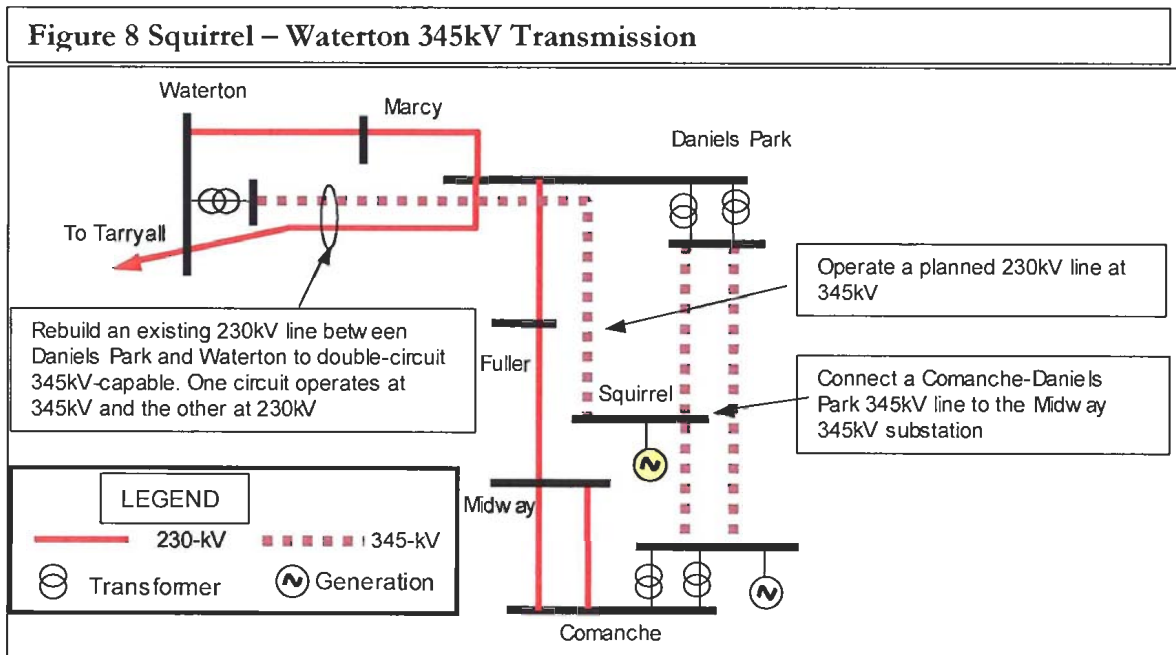 Figure 8 Squirrel – Waterton 345kV Transmission
Waterton
Marcy
Daniels Park
To Tarryall
Operate a planned 230kV line at
345kV
Rebuild an existing 230kV line between
Daniels Park and Waterton to double-circuit
345kV-capable. One circuit operates at
345kV and the other at 230kV
Fuller
Squirrel
Connect a Comanche-Daniels
Park 345kV line to the Midway
345kV substation
Midway
LEGEND
230-kV
345-kV
Transformer
Generation
Comanche